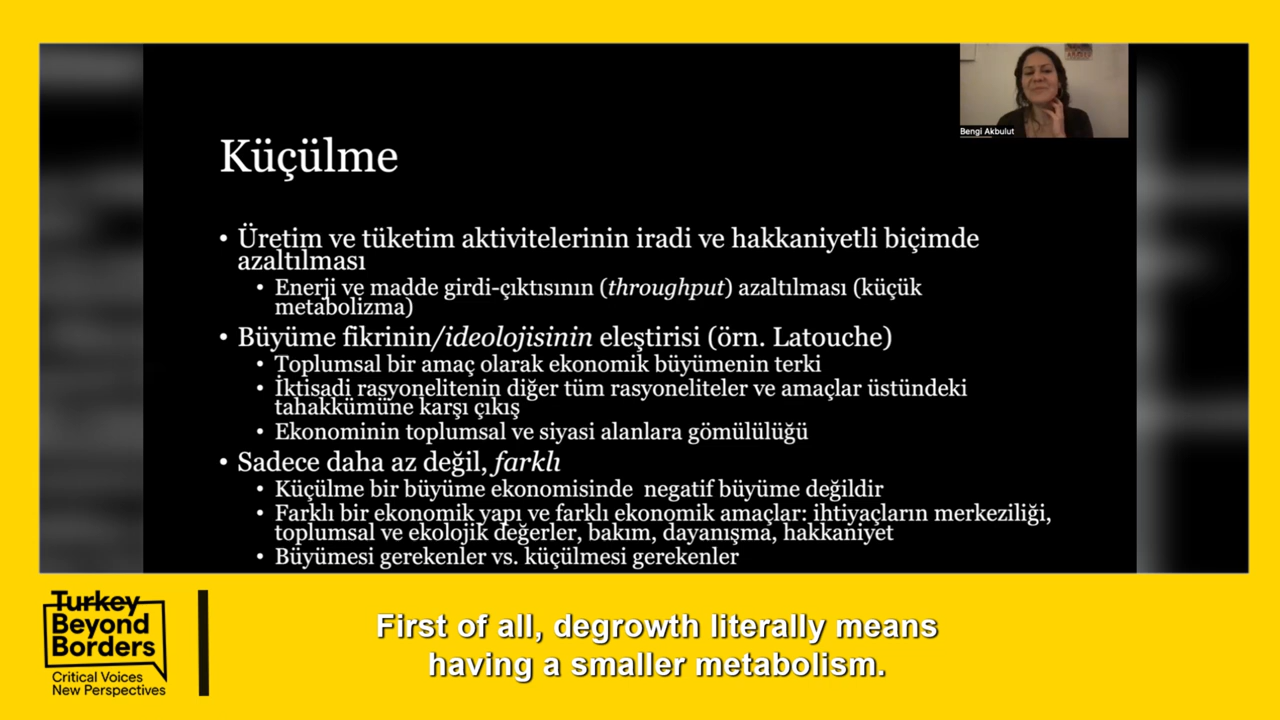 Bengi Akbulut
Küçülme
• Üretim ve tüketim aktivitelerinin iradi ve hakkaniyetli biçimde
azaltılması
• Enerji ve madde girdi-çıktısının (throughput) azaltılması (küçük
metabolizma)
• Büyüme fikrinin/ideolojisinin eleştirisi (örn. Latouche)
• Toplumsal bir amaç olarak ekonomik büyümenin terki
• İktisadi rasyonelitenin diğer tüm rasyoneliteler ve amaçlar üstündeki
tahakkümüne karşı çıkış
• Ekonominin toplumsal ve siyasi alanlara gömülülüğü
• Sadece daha az değil, farklı
• Küçülme bir büyüme ekonomisinde negatif büyüme değildir
• Farklı bir ekonomik yapı ve farklı ekonomik amaçlar: ihtiyaçların merkeziliği,
toplumsal ve ekolojik değerler, bakım, dayanışma, hakkaniyet
• Büyümesi gerekenler vs. küçülmesi gerekenler
Turkey
Beyond
Borders
Critical Voices
New Perspectives
First of all, degrowth literally means
having a smaller metabolism.